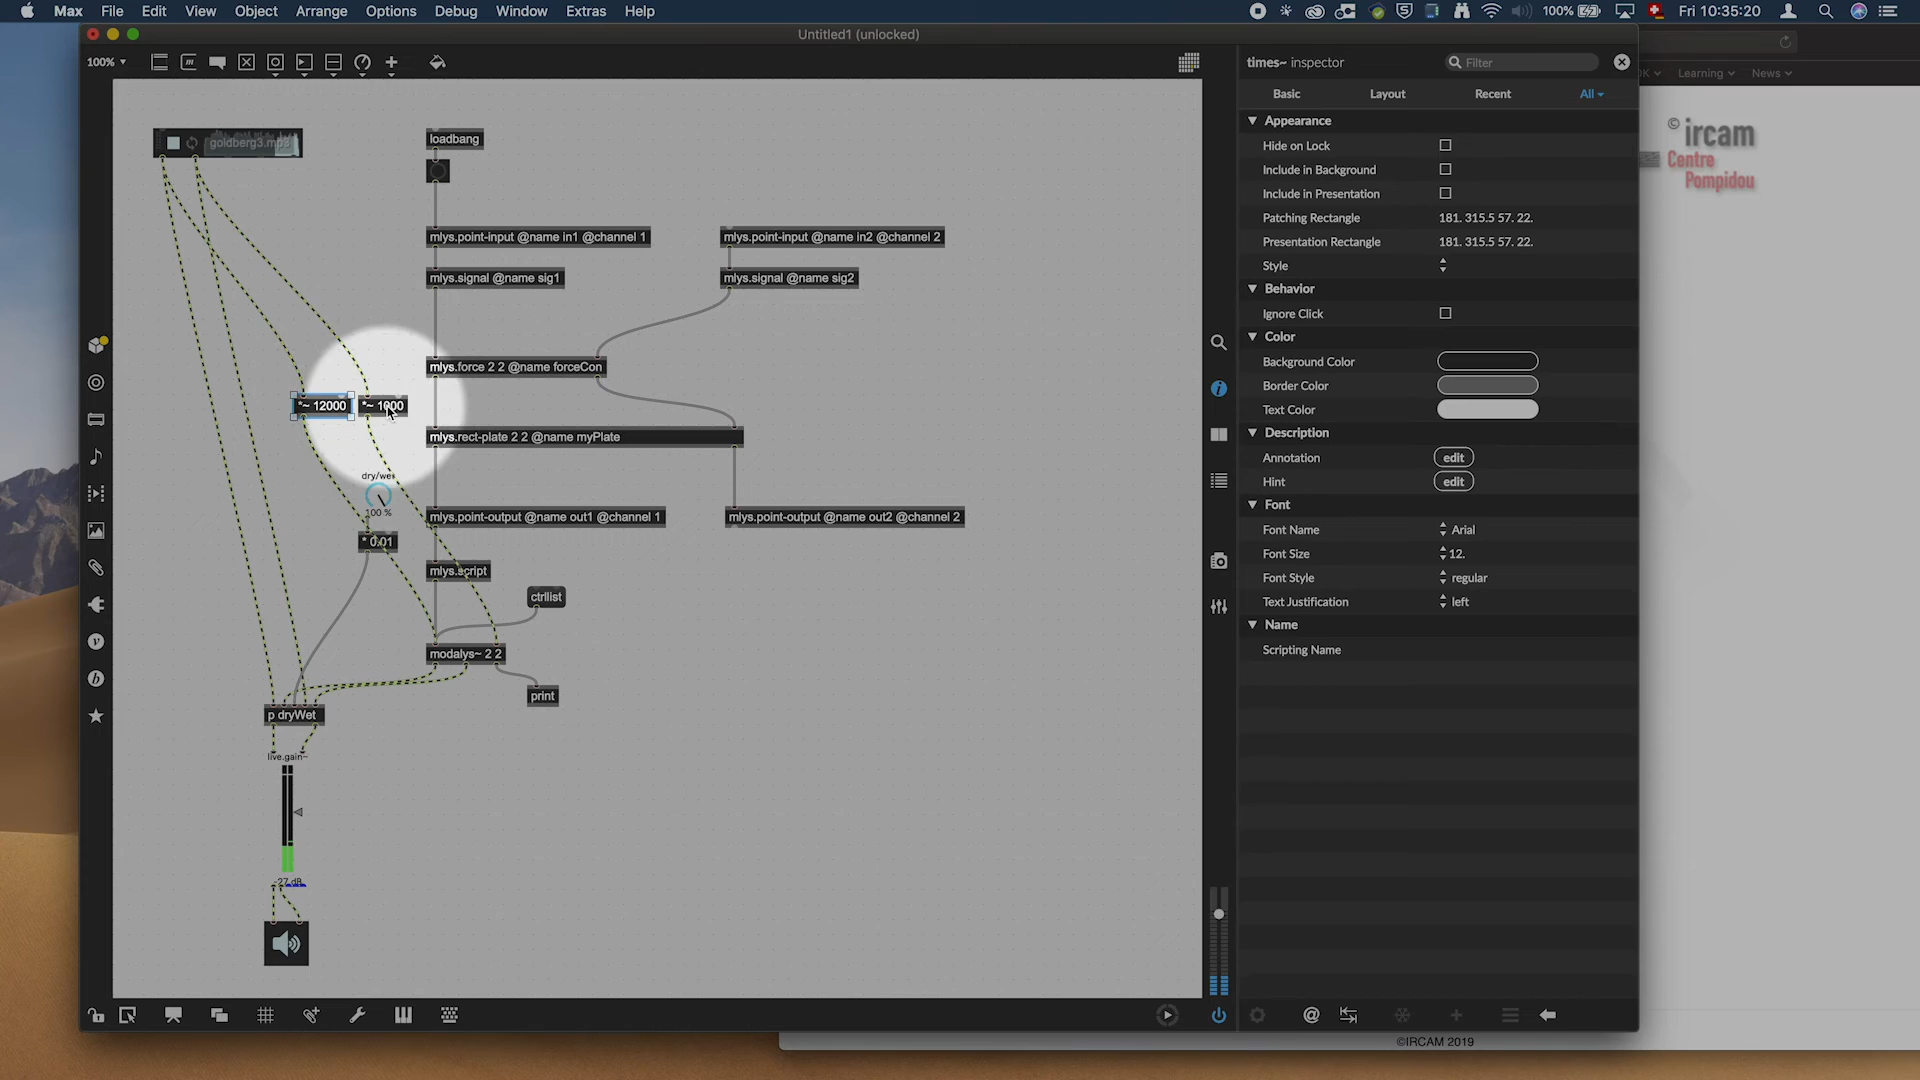 Max File Edit View Object Arrange Options Debug Window Extras Help
100% Fri 10:35:20
Untitled1 (unlocked)
100%
goldberg3.mp3
loadbang
mlys.point-input @name in1 @channel 1
mlys.point-input @name in2 @channel 2
mlys.signal @name sig1
mlys.signal @name sig2
mlys.force 2 2 @name forceCon
*~ 12000
*~ 1000
mlys.rect-plate 2 2 @name myPlate
dry/wet
100 %
mlys.point-output @name out1 @channel 1
mlys.point-output @name out2 @channel 2
* 0.01
mlys.script
ctrllist
modalys~ 2 2
print
p dryWet
live.gain~
-27 dB
times~ inspector
Filter
Basic Layout Recent All
Appearance
Hide on Lock
Include in Background
Include in Presentation
Patching Rectangle 181. 315.5 57. 22.
Presentation Rectangle 181. 315.5 57. 22.
Style
Behavior
Ignore Click
Color
Background Color
Border Color
Text Color
Description
Annotation edit
Hint edit
Font
Font Name Arial
Font Size 12.
Font Style regular
Text Justification left
Name
Scripting Name
Learning News
© ircam
Centre
Pompidou
©IRCAM 2019